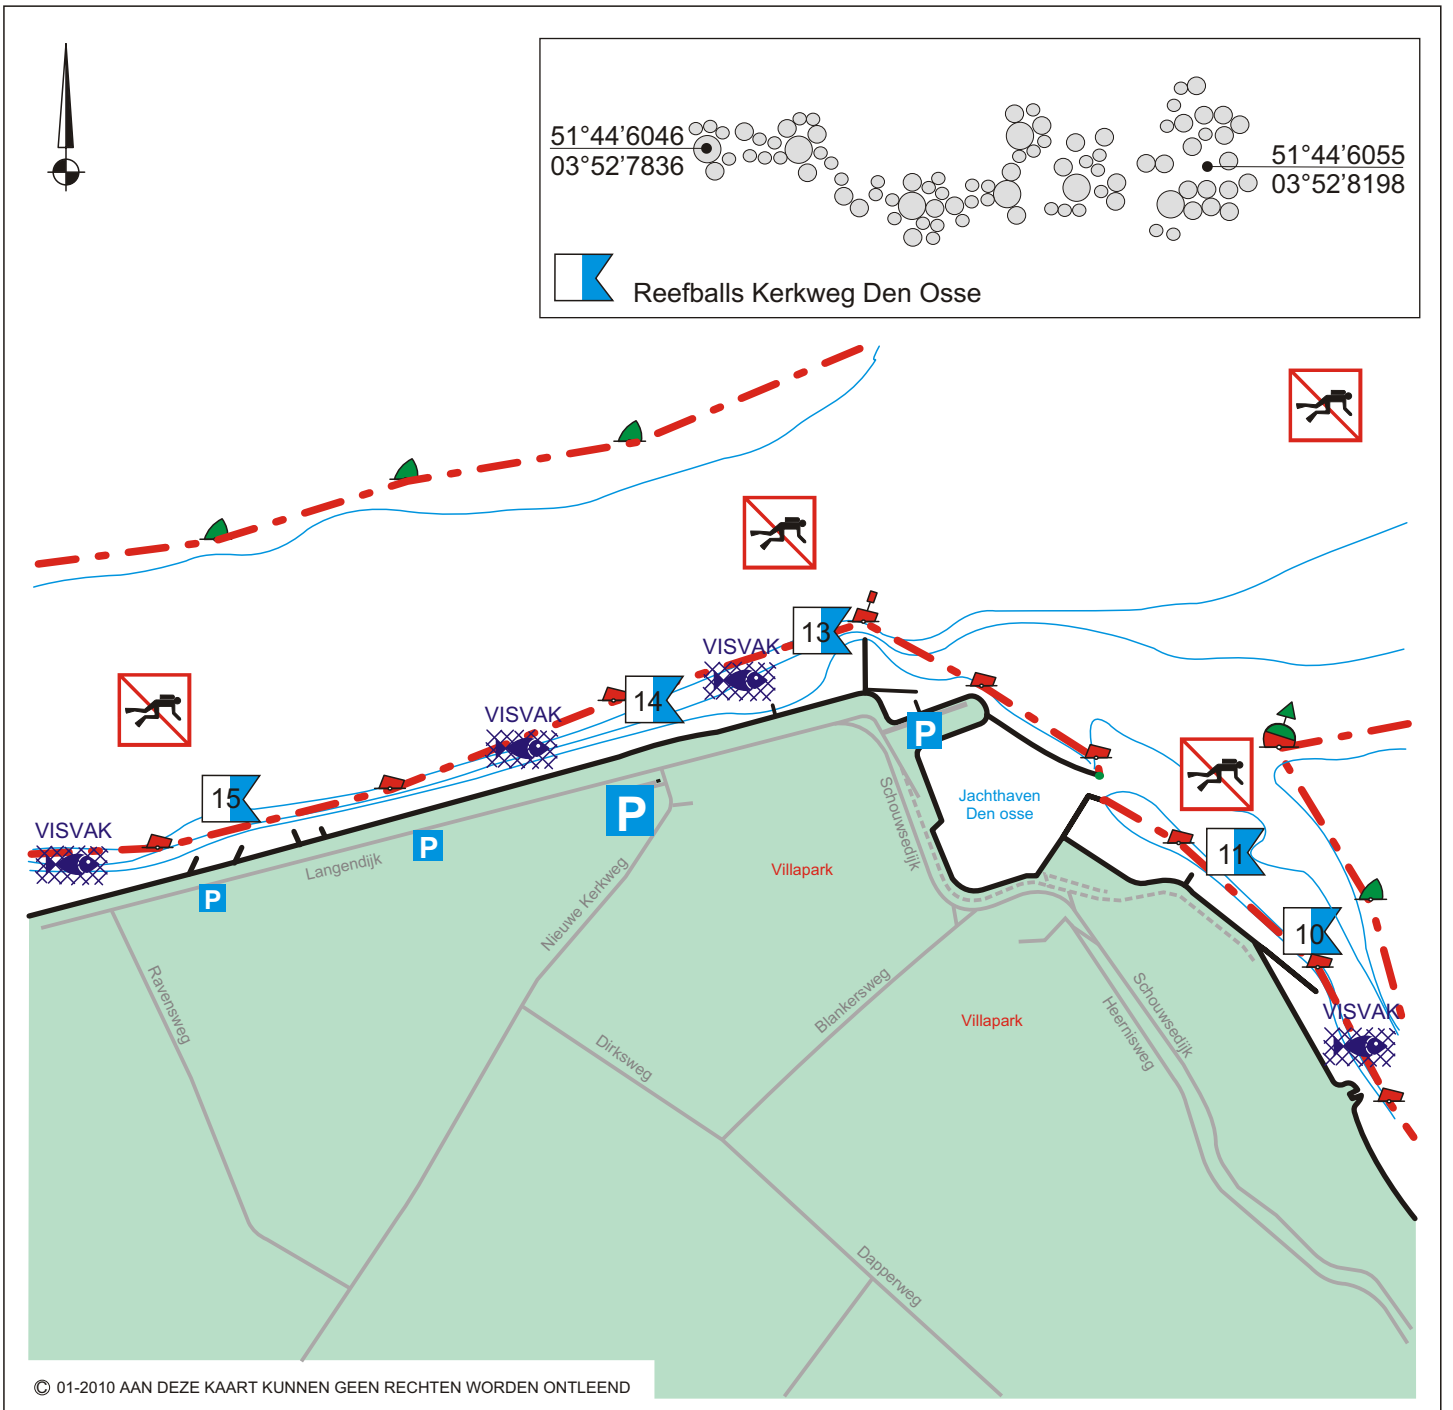 51°44'6046
03°52'7836
51°44'6055
03°52'8198
Reefballs Kerkweg Den Osse
13
VISVAK
14
VISVAK
15
VISVAK
P
P
P
P
Langendijk
Nieuwe Kerkweg
Ravensweg
Schouwsedijk
Jachthaven
Den osse
Villapark
11
10
VISVAK
Blankersweg
Villapark
Schouwsedijk
Heernisweg
Dirksweg
Dapperweg
© 01-2010 AAN DEZE KAART KUNNEN GEEN RECHTEN WORDEN ONTLEEND